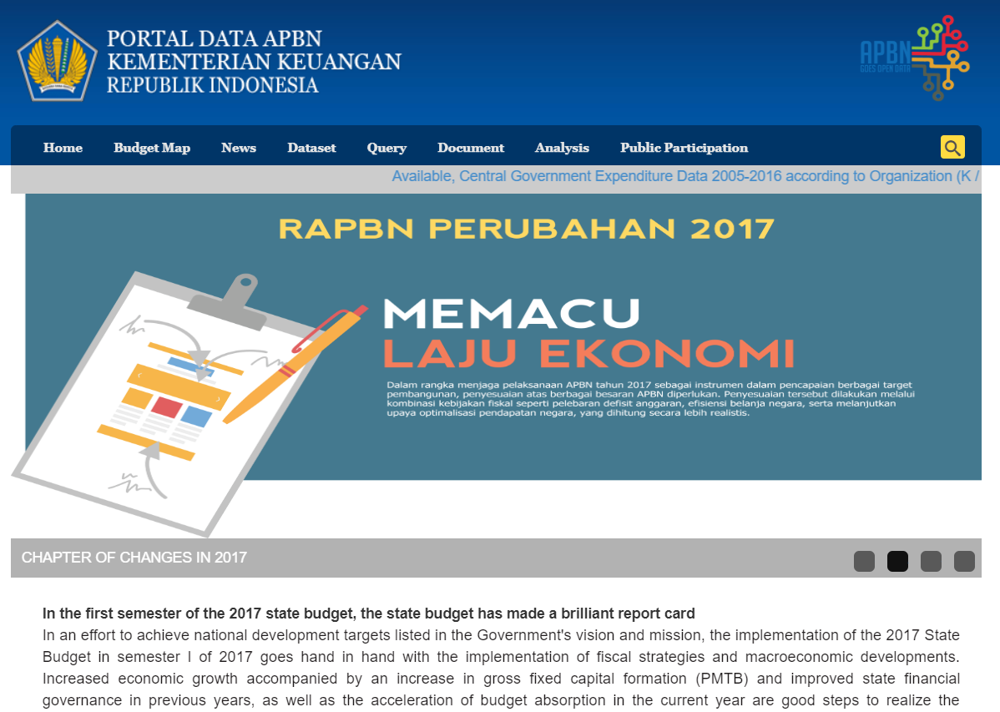 PORTAL DATA APBN
KEMENTERIAN KEUANGAN
REPUBLIK INDONESIA
APBN
GOES OPEN DATA
Home Budget Map News Dataset Query Document Analysis Public Participation
Available, Central Government Expenditure Data 2005-2016 according to Organization (K /
RAPBN PERUBAHAN 2017
MEMACU
LAJU EKONOMI
Dalam rangka menjaga pelaksanaan APBN tahun 2017 sebagai instrumen dalam pencapaian berbagai target
pembangunan, penyesuaian atas berbagai besaran APBN diperlukan. Penyesuaian tersebut dilakukan melalui
kombinasi kebijakan fiskal seperti pelebaran defisit anggaran, efisiensi belanja negara, serta melanjutkan
upaya optimalisasi pendapatan negara, yang dihitung secara lebih realistis.
CHAPTER OF CHANGES IN 2017
In the first semester of the 2017 state budget, the state budget has made a brilliant report card
In an effort to achieve national development targets listed in the Government's vision and mission, the implementation of the 2017 State
Budget in semester I of 2017 goes hand in hand with the implementation of fiscal strategies and macroeconomic developments.
Increased economic growth accompanied by an increase in gross fixed capital formation (PMTB) and improved state financial
governance in previous years, as well as the acceleration of budget absorption in the current year are good steps to realize the